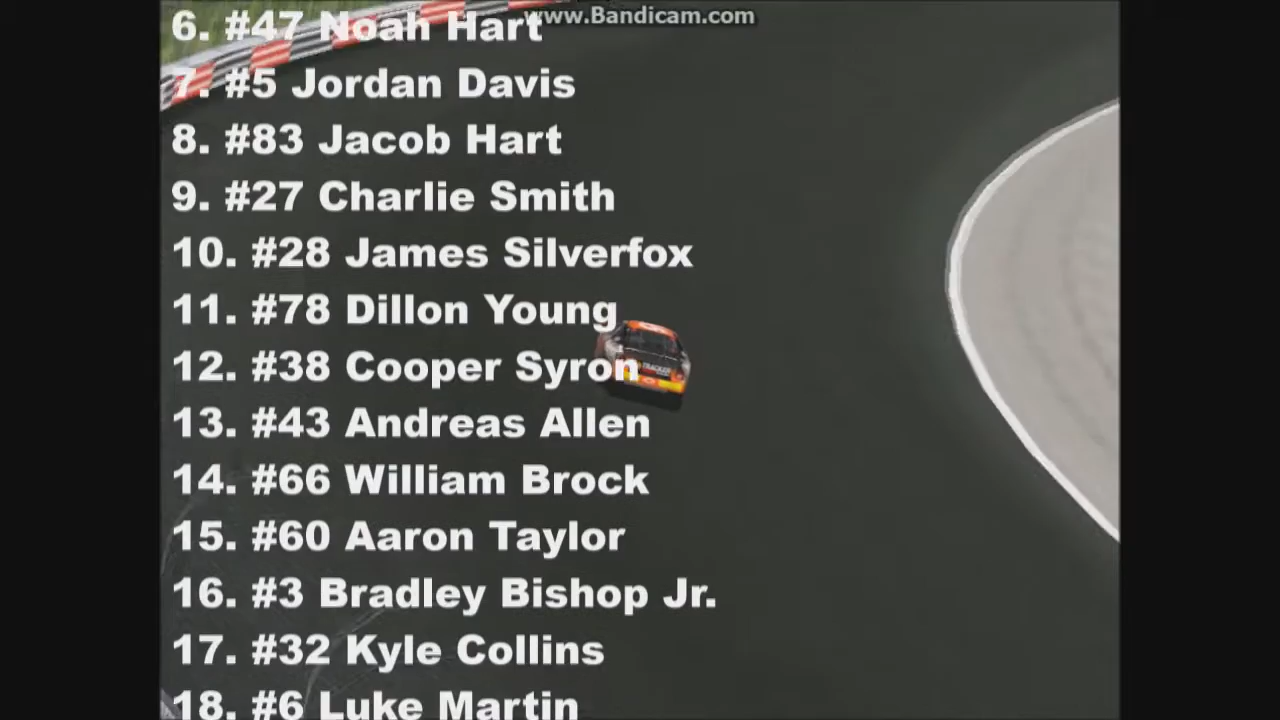 www.Bandicam.com
6. #47 Noah Hart
7. #5 Jordan Davis
8. #83 Jacob Hart
9. #27 Charlie Smith
10. #28 James Silverfox
11. #78 Dillon Young
12. #38 Cooper Syron
13. #43 Andreas Allen
14. #66 William Brock
15. #60 Aaron Taylor
16. #3 Bradley Bishop Jr.
17. #32 Kyle Collins
18. #6 Luke Martin
TRACKER